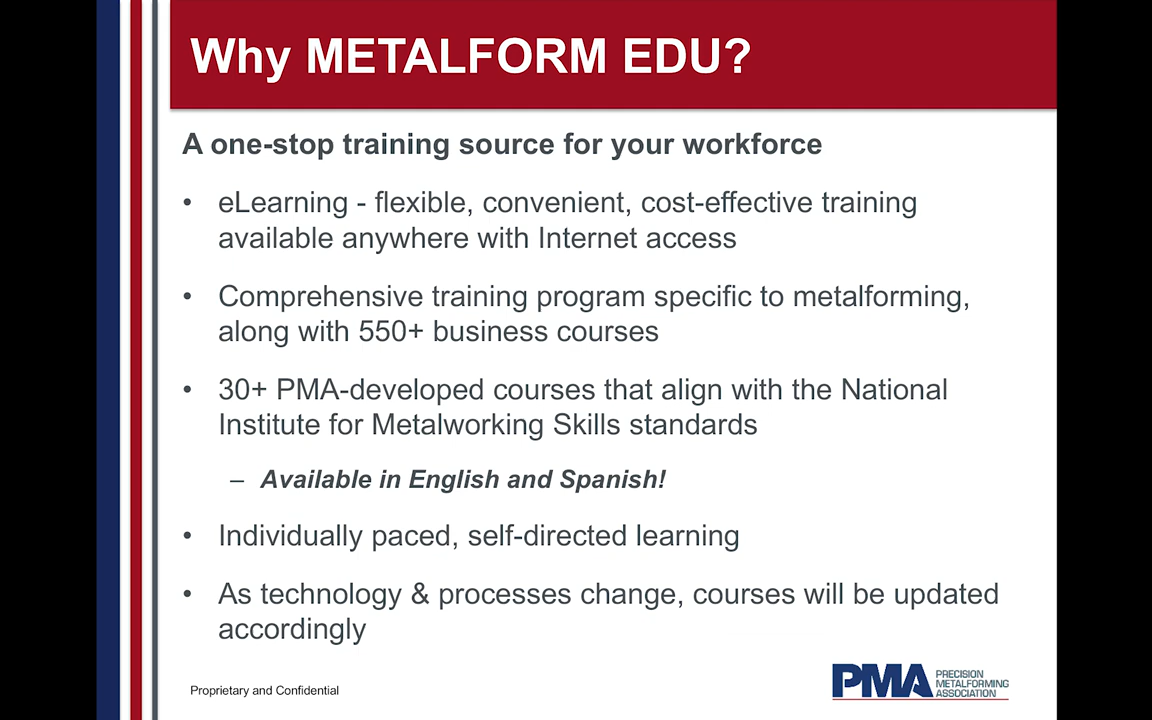 Why METALFORM EDU?
A one-stop training source for your workforce
• eLearning - flexible, convenient, cost-effective training
available anywhere with Internet access
• Comprehensive training program specific to metalforming,
along with 550+ business courses
• 30+ PMA-developed courses that align with the National
Institute for Metalworking Skills standards
– Available in English and Spanish!
• Individually paced, self-directed learning
• As technology & processes change, courses will be updated
accordingly
Proprietary and Confidential
PMA PRECISION
METALFORMING
ASSOCIATION